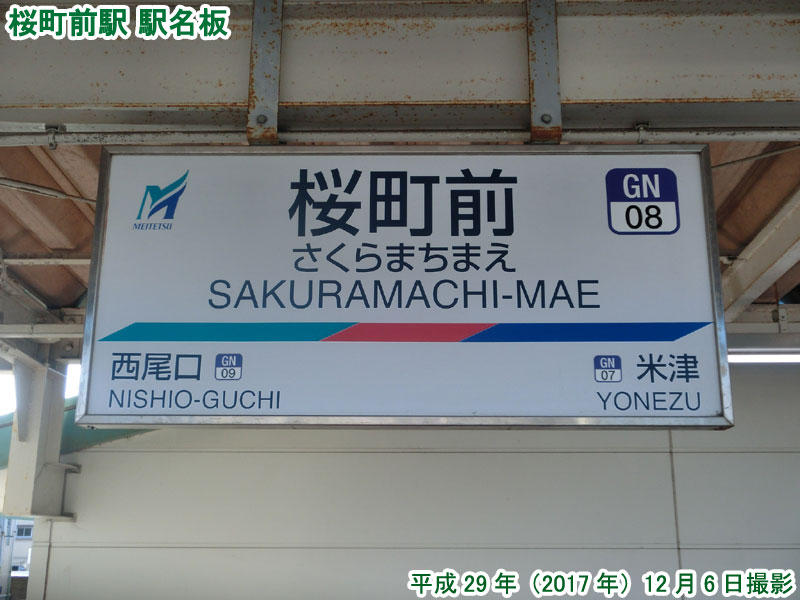 桜町前駅 駅名板
MEITETSU
桜町前
さくらまちまえ
SAKURAMACHI-MAE
GN
08
西尾口
GN
09
NISHIO-GUCHI
GN
07
米津
YONEZU
平成29年（2017年）12月6日撮影